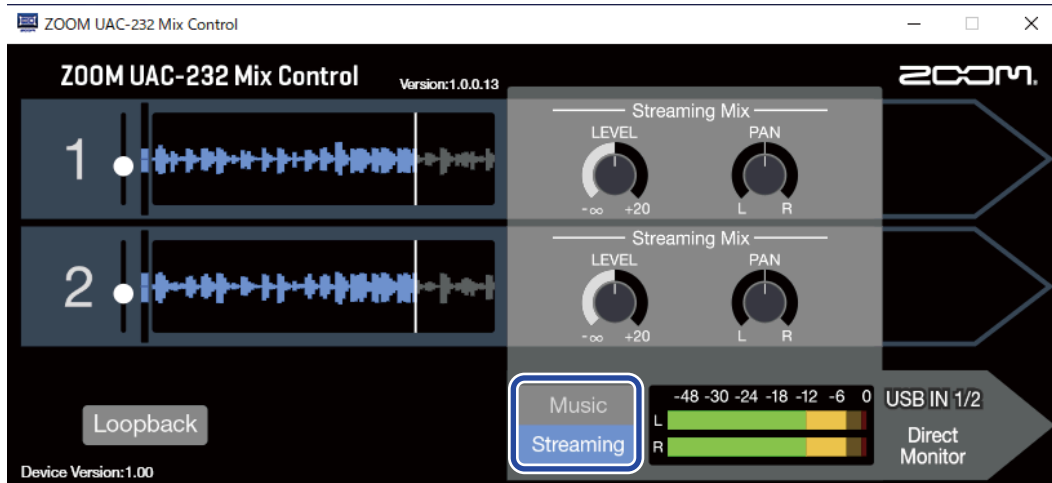 ZOOM UAC-232 Mix Control
ZOOM UAC-232 Mix Control
Version:1.0.0.13
ZOOM
1
Streaming Mix
LEVEL PAN
-∞ +20 L R
2
Streaming Mix
LEVEL PAN
-∞ +20 L R
Loopback
Music
Streaming
-48 -30 -24 -18 -12 -6 0
L
R
USB IN 1/2
Direct
Monitor
Device Version:1.00